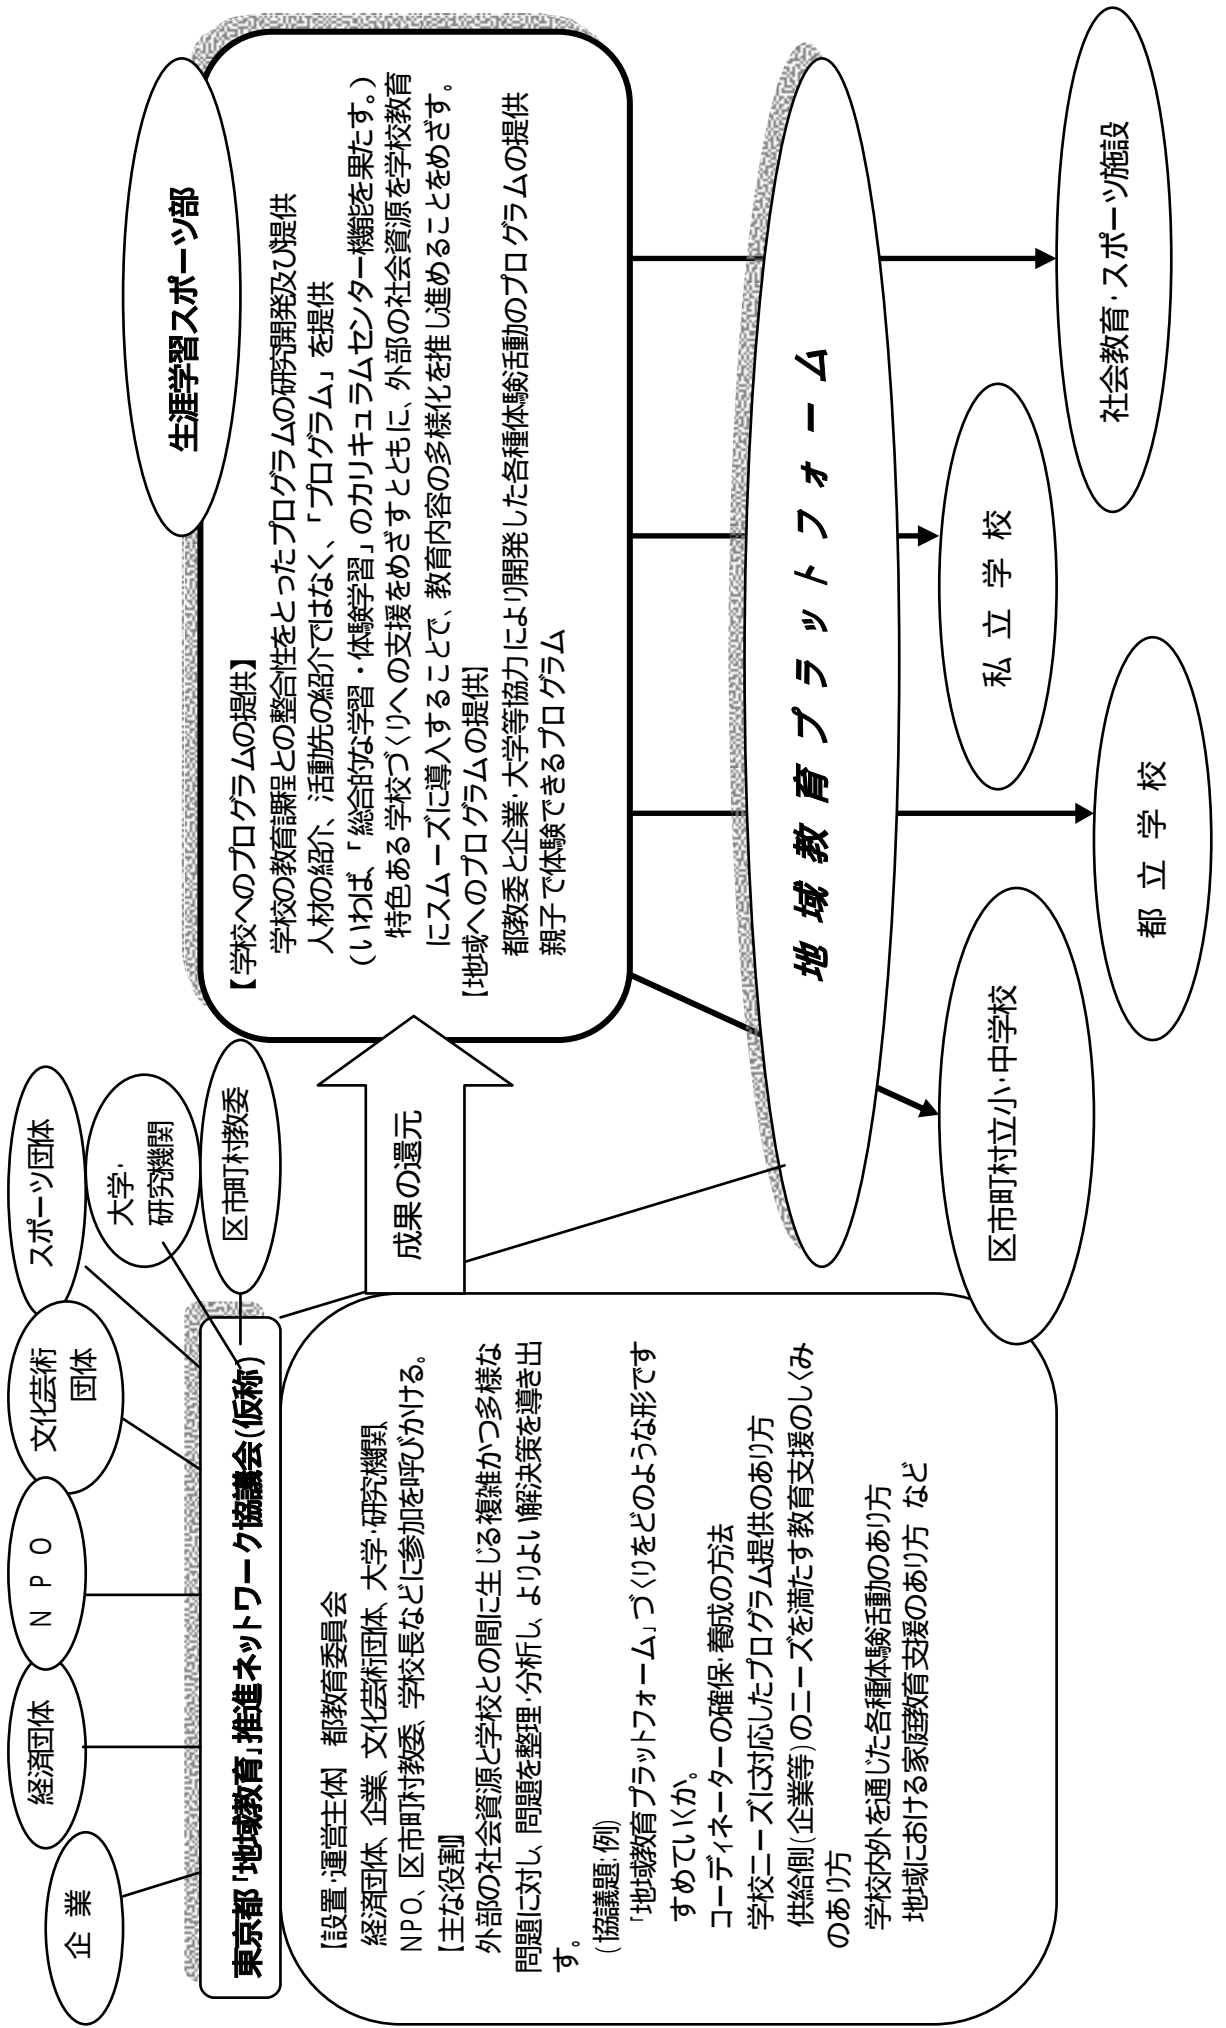 企 業
経済団体
N P O
文化芸術
団体
スポーツ団体
大学・
研究機関
区市町村教委
東京都「地域教育」推進ネットワーク協議会(仮称)
【設置・運営主体】 都教育委員会
経済団体、企業、文化芸術団体、大学・研究機関、
NPO、区市町村教委、学校長などに参加を呼びかける。
【主な役割】
外部の社会資源と学校との間に生じる複雑かつ多様な
問題に対し、問題を整理・分析し、よりよい解決策を導き出
す。
(協議題:例)
「地域教育プラットフォーム」づくりをどのような形です
すめていくか。
コーディネーターの確保・養成の方法
学校ニーズに対応したプログラム提供のあり方
供給側(企業等)のニーズを満たす教育支援のしくみ
のあり方
学校内外を通じた各種体験活動のあり方
地域における家庭教育支援のあり方 など
成果の還元
生涯学習スポーツ部
【学校へのプログラムの提供】
学校の教育課程との整合性をとったプログラムの研究開発及び提供
人材の紹介、活動先の紹介ではなく、「プログラム」を提供
(いわば、「総合的な学習・体験学習」のカリキュラムセンター機能を果たす。)
特色ある学校づくりへの支援をめざすとともに、外部の社会資源を学校教育
にスムーズに導入することで、教育内容の多様化を推し進めることをめざす。
【地域へのプログラムの提供】
都教委と企業・大学等協力により開発した各種体験活動のプログラムの提供
親子で体験できるプログラム
地 域 教 育 プ ラ ッ ト フ ォ ー ム
区市町村立小・中学校
都 立 学 校
私 立 学 校
社会教育・スポーツ施設